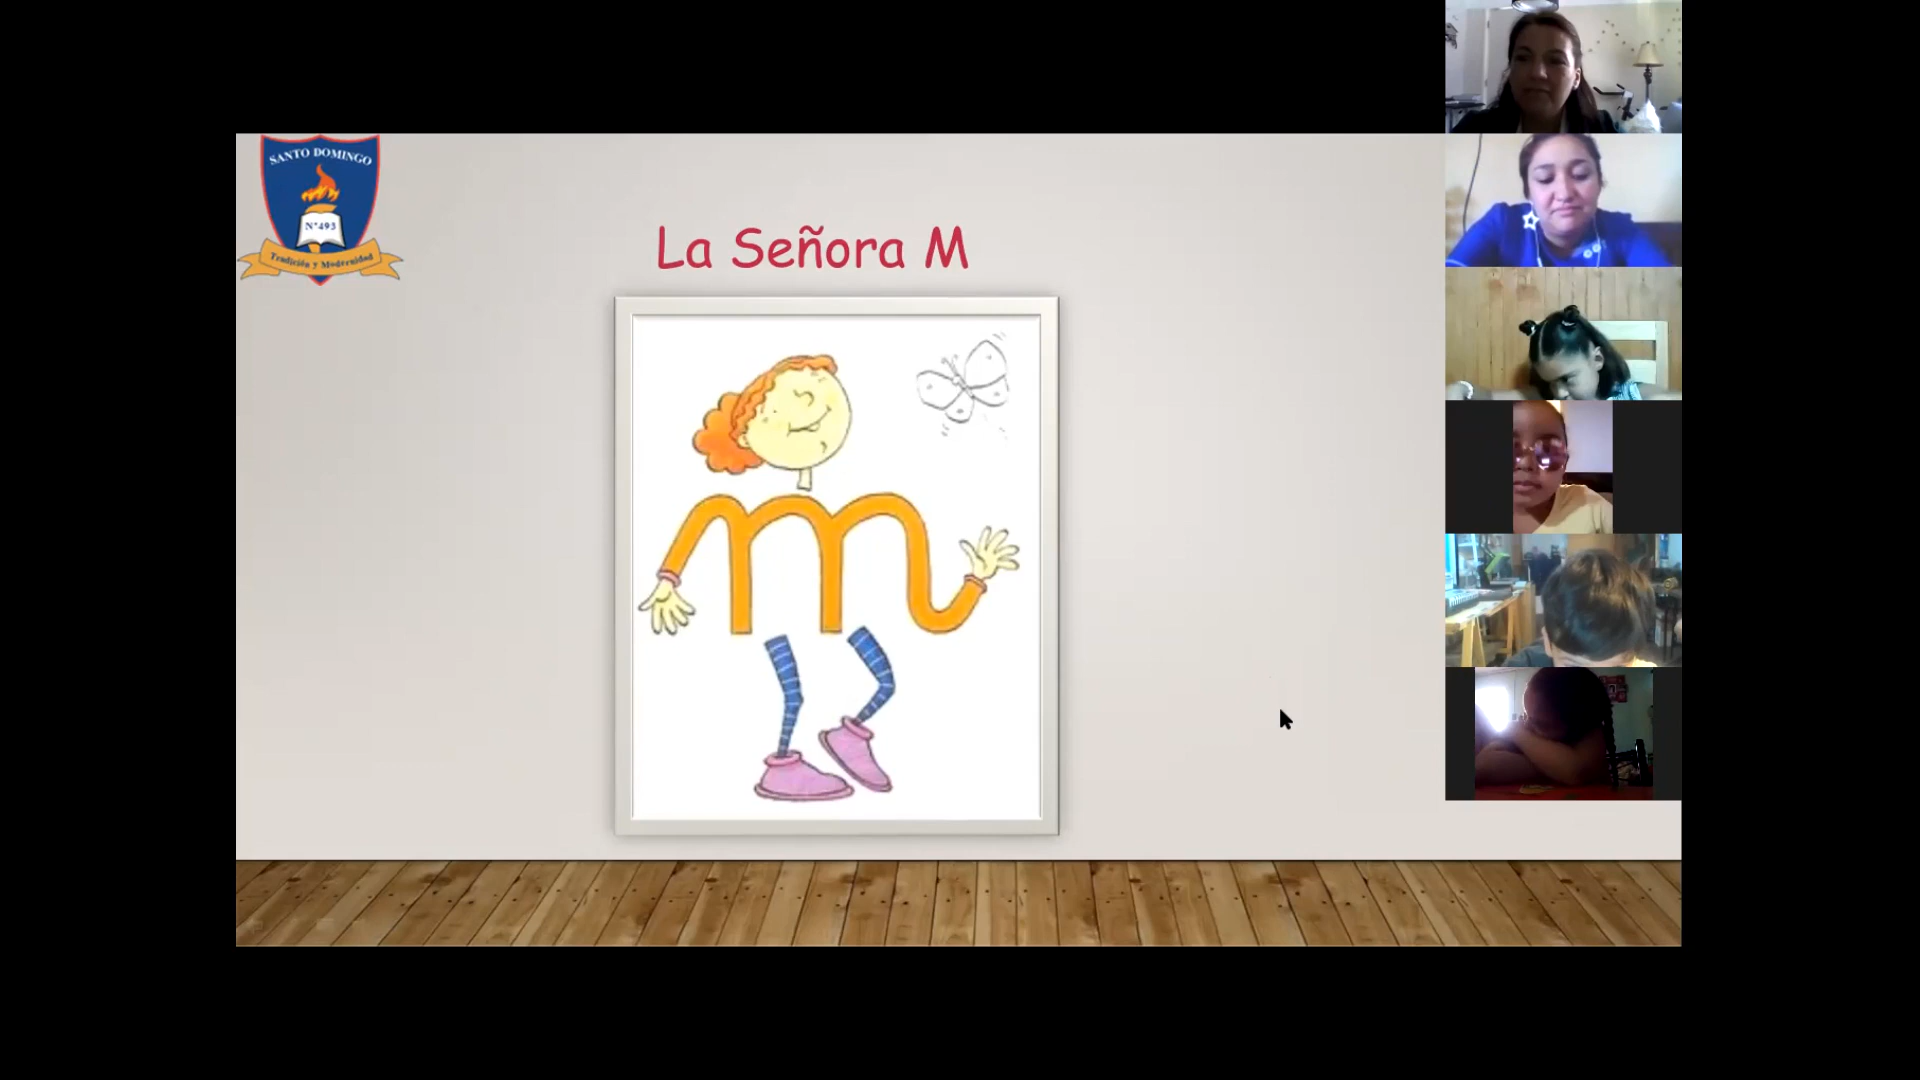 SANTO DOMINGO
N°493
Tradición y Modernidad
La Señora M
m